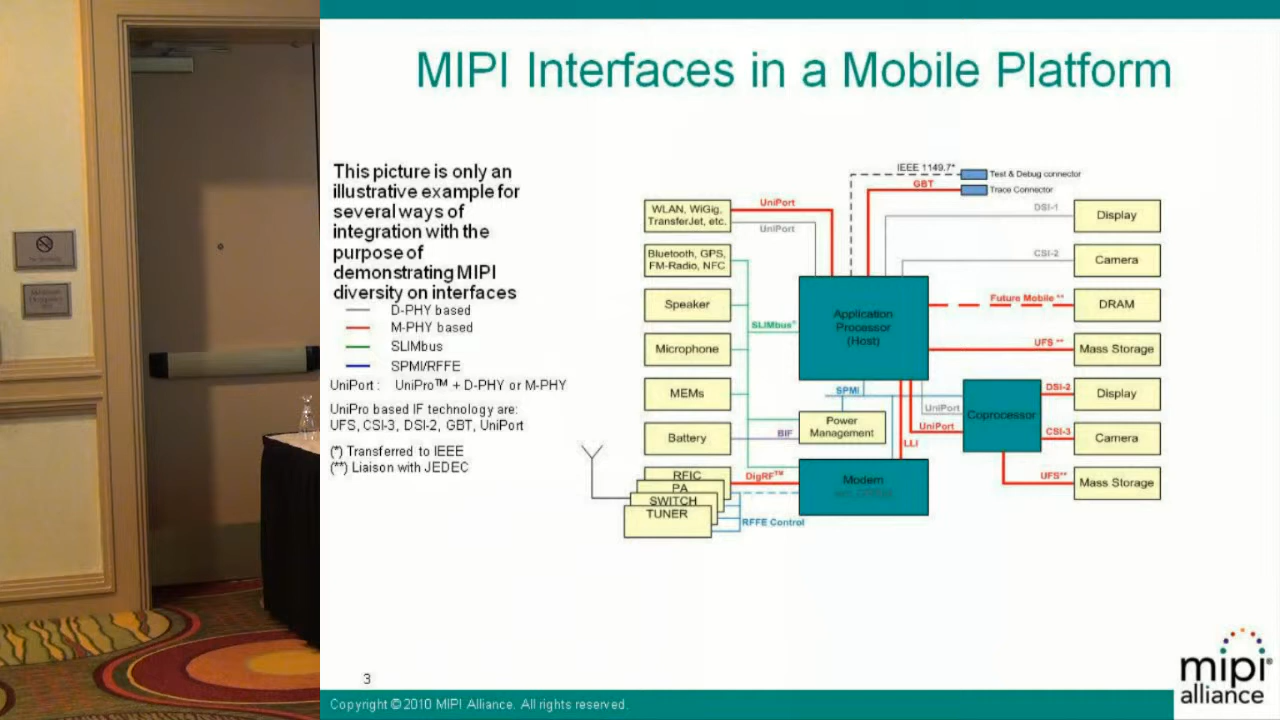 MIPI Interfaces in a Mobile Platform
This picture is only an
illustrative example for
several ways of
integration with the
purpose of
demonstrating MIPI
diversity on interfaces
D-PHY based
M-PHY based
SLIMbus
SPMI/RFFE
UniPort : UniPro™ + D-PHY or M-PHY
UniPro based IF technology are:
UFS, CSI-3, DSI-2, GBT, UniPort
(*) Transferred to IEEE
(**) Liaison with JEDEC
IEEE 1149.7*
Test & Debug connector
GBT
Trace Connector
WLAN, WiGig,
TransferJet, etc.
UniPort
UniPort
DSI-1
Display
Bluetooth, GPS,
FM-Radio, NFC
CSI-2
Camera
Speaker
SLIMbus*
Application
Processor
(Host)
Future Mobile **
DRAM
Microphone
UFS **
Mass Storage
MEMs
SPMI
UniPort
UniPort
Coprocessor
DSI-2
Display
Battery
BIF
Power
Management
LLI
CSI-3
Camera
RFIC
PA
SWITCH
TUNER
DigRF™
Modem
UFS**
Mass Storage
RFFE Control
3
Copyright © 2010 MIPI Alliance. All rights reserved.
mipi®
alliance